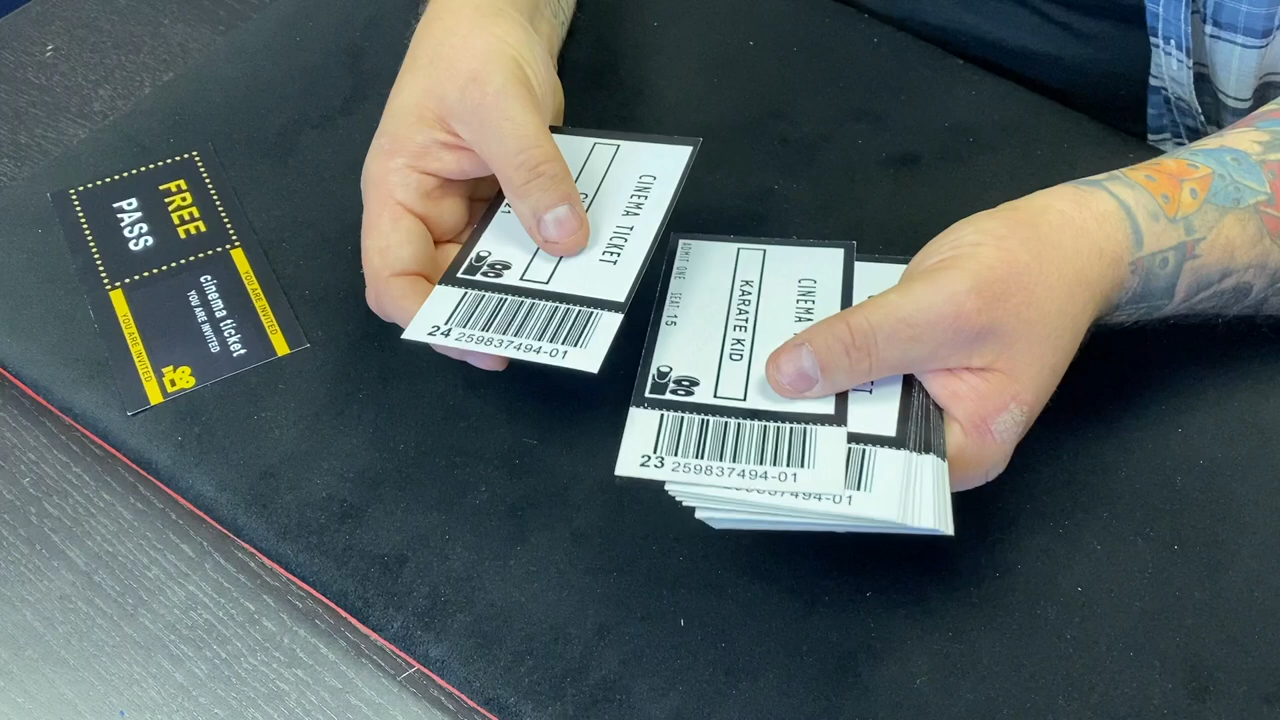 FREE
PASS
cinema ticket
YOU ARE INVITED
YOU ARE INVITED
YOU ARE INVITED
CINEMA TICKET
24 259837494-01
CINEMA
KARATE KID
ADMIT ONE SEAT 15
23 259837494-01